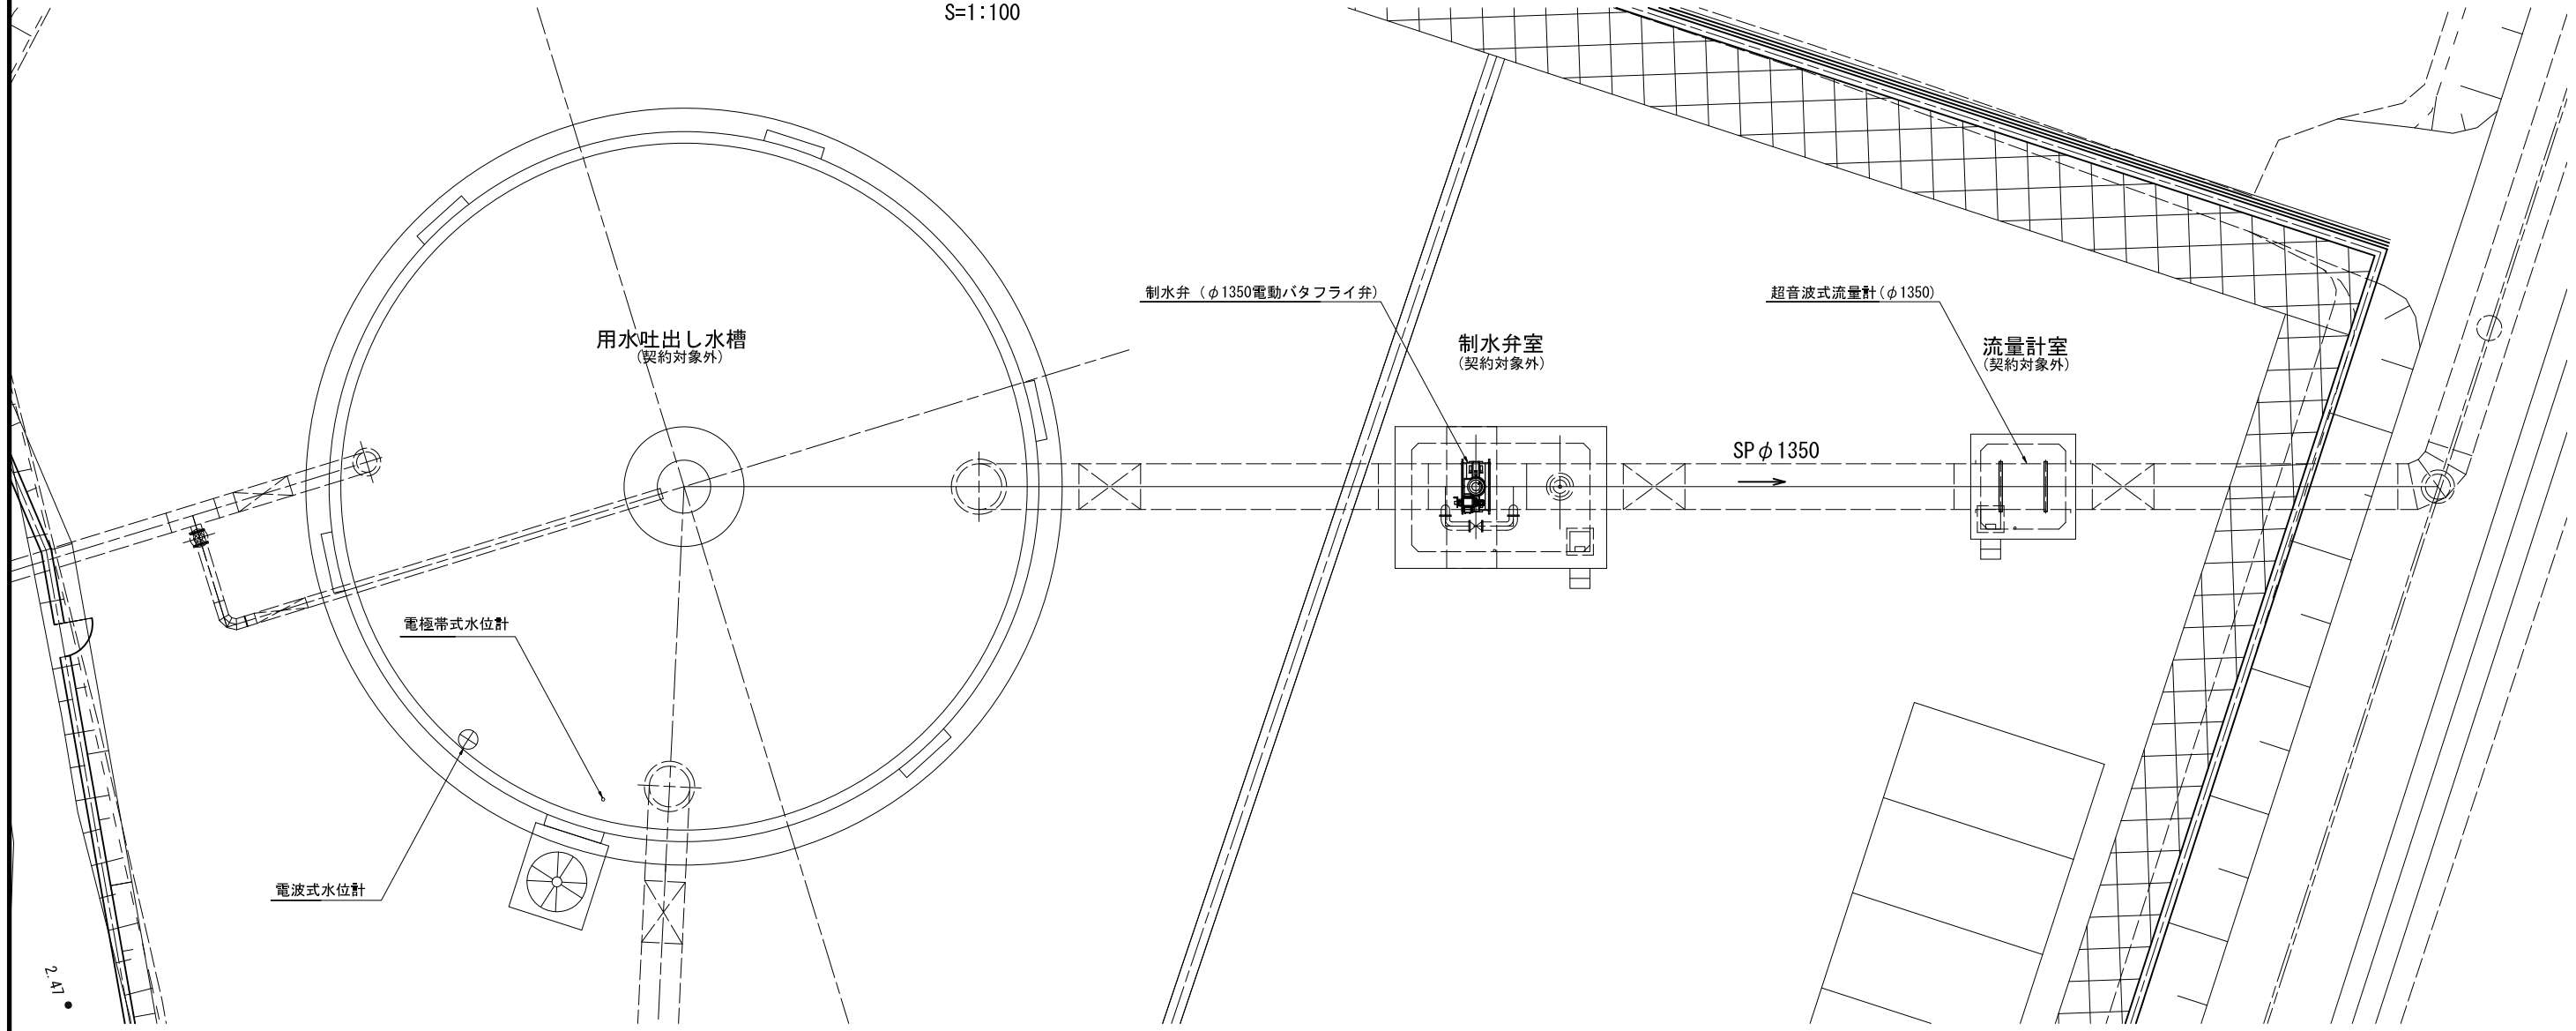 S=1:100
制水弁 (φ1350電動バタフライ弁)
超音波式流量計(φ1350)
用水吐出し水槽
(契約対象外)
制水弁室
(契約対象外)
流量計室
(契約対象外)
SPφ1350
電極帯式水位計
電波式水位計
2.47